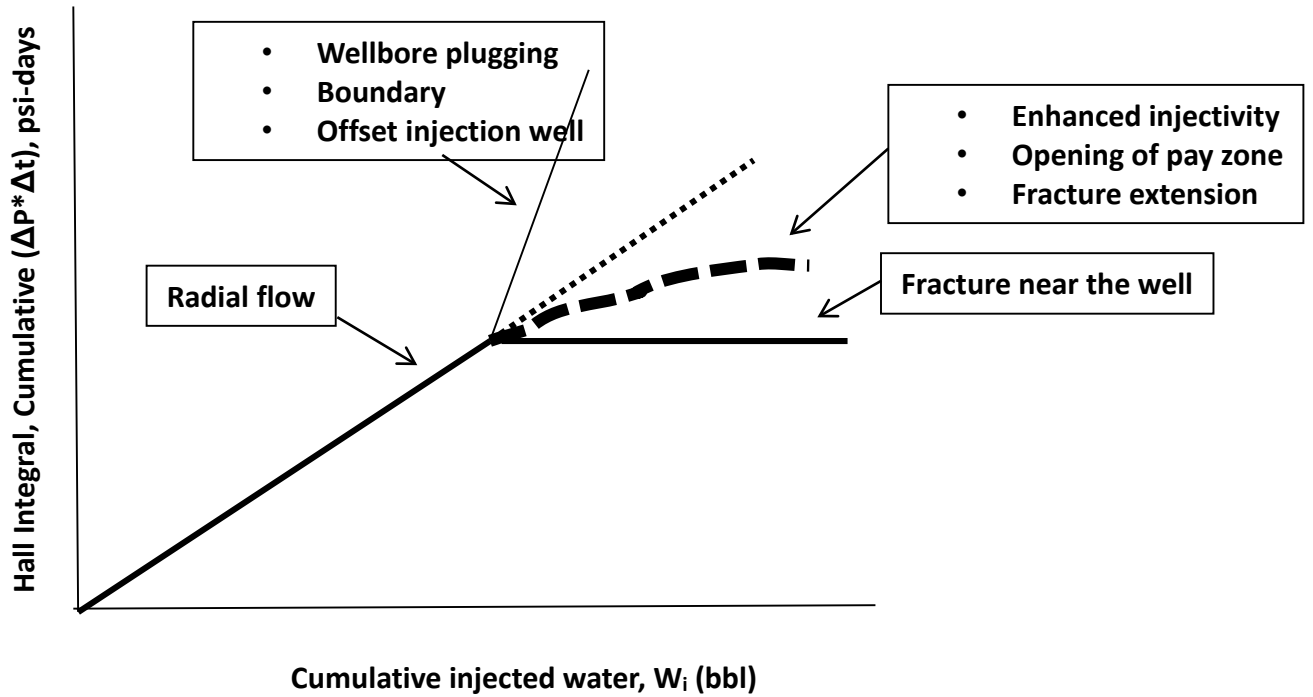 Hall Integral, Cumulative (ΔP*Δt), psi-days
• Wellbore plugging
• Boundary
• Offset injection well
• Enhanced injectivity
• Opening of pay zone
• Fracture extension
Radial flow
Fracture near the well
Cumulative injected water, Wᵢ (bbl)